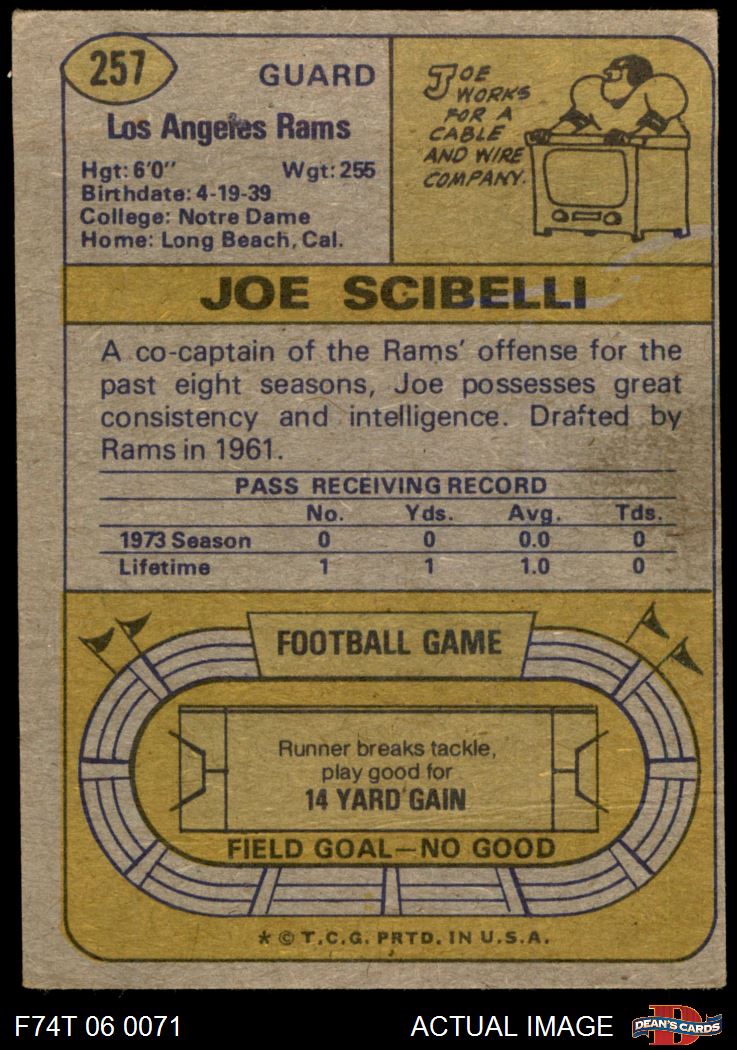 257
GUARD
Los Angeles Rams
Hgt: 6'0" Wgt: 255
Birthdate: 4-19-39
College: Notre Dame
Home: Long Beach, Cal.
JOE
WORKS
FOR A
CABLE
AND WIRE
COMPANY.
JOE SCIBELLI
A co-captain of the Rams' offense for the
past eight seasons, Joe possesses great
consistency and intelligence. Drafted by
Rams in 1961.
PASS RECEIVING RECORD
No. Yds. Avg. Tds.
1973 Season 0 0 0.0 0
Lifetime 1 1 1.0 0
FOOTBALL GAME
Runner breaks tackle,
play good for
14 YARD GAIN
FIELD GOAL—NO GOOD
* © T.C.G. PRTD. IN U.S.A.
F74T 06 0071 ACTUAL IMAGE
D
DEAN'S CARDS